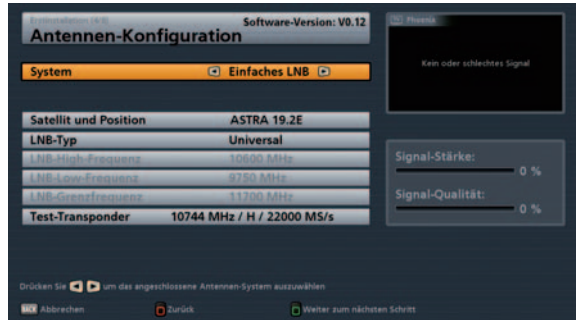 Erstinstallation (4/8)
Software-Version: V0.12
Antennen-Konfiguration
System Einfaches LNB
Satellit und Position ASTRA 19.2E
LNB-Typ Universal
LNB-High-Frequenz 10600 MHz
LNB-Low-Frequenz 9750 MHz
LNB-Grenzfrequenz 11700 MHz
Test-Transponder 10744 MHz / H / 22000 MS/s
Phoenix
Kein oder schlechtes Signal
Signal-Stärke:
0 %
Signal-Qualität:
0 %
Drücken Sie um das angeschlossene Antennen-System auszuwählen
BACK Abbrechen Zurück Weiter zum nächsten Schritt